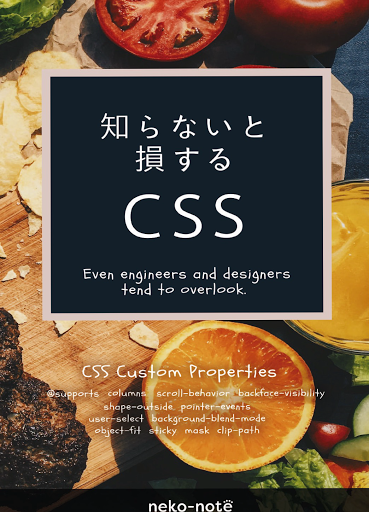 知らないと
損する
CSS
Even engineers and designers
tend to overlook.
CSS Custom Properties
@supports columns scroll-behavior backface-visibility
shape-outside pointer-events
user-select background-blend-mode
object-fit sticky mask clip-path
neko-note